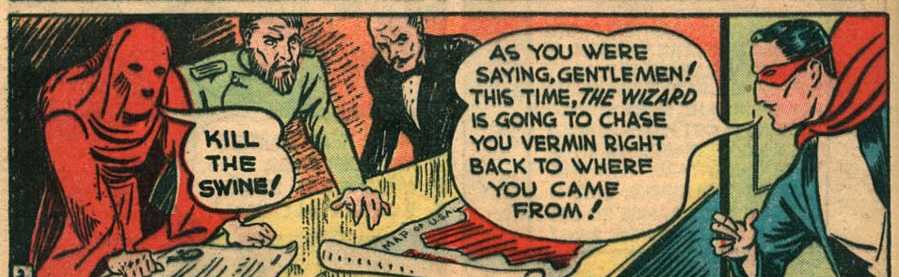 KILL
THE
SWINE!
AS YOU WERE
SAYING, GENTLEMEN!
THIS TIME, THE WIZARD
IS GOING TO CHASE
YOU VERMIN RIGHT
BACK TO WHERE
YOU CAME
FROM!
MAP OF U.S.A.
2